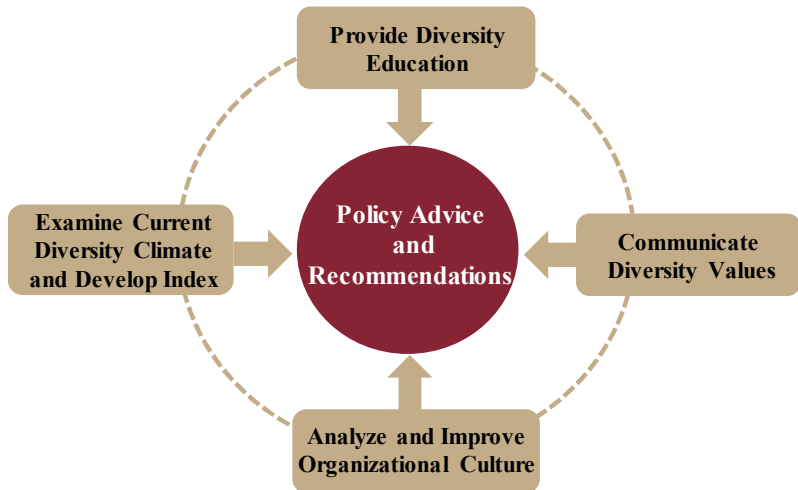 Provide Diversity
Education
Policy Advice
and
Recommendations
Examine Current
Diversity Climate
and Develop Index
Communicate
Diversity Values
Analyze and Improve
Organizational Culture